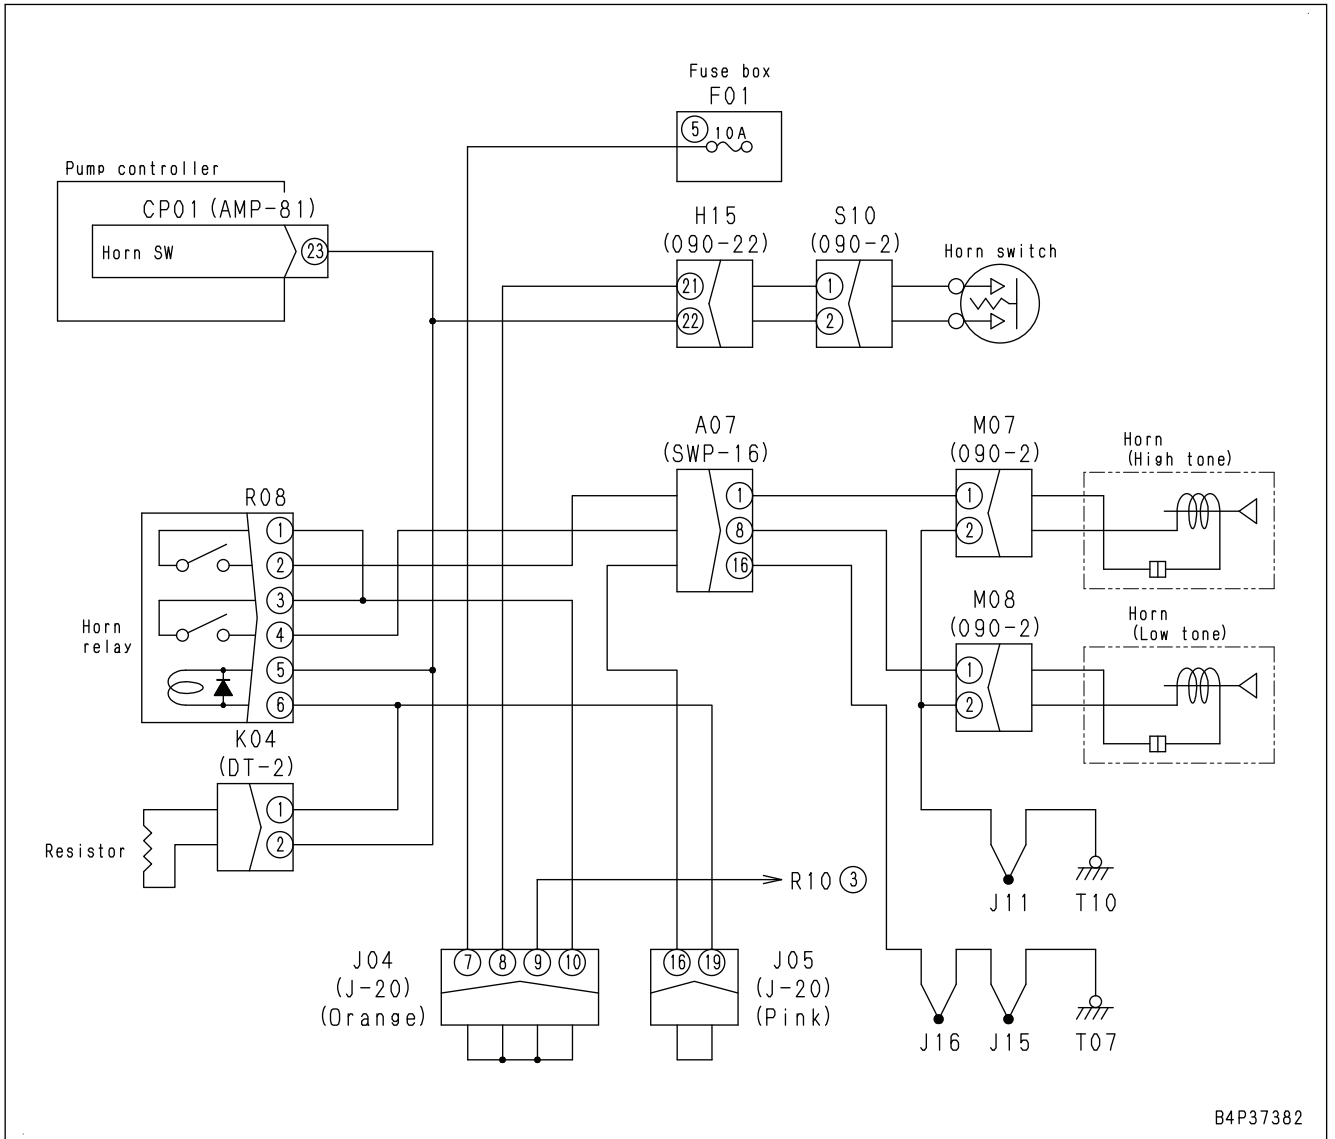 Fuse box
F01
5
10A
Pump controller
CP01 (AMP-81)
Horn SW
23
H15
(090-22)
21
22
S10
(090-2)
1
2
Horn switch
A07
(SWP-16)
1
8
16
M07
(090-2)
1
2
Horn
(High tone)
R08
1
2
3
4
5
6
Horn
relay
M08
(090-2)
1
2
Horn
(Low tone)
K04
(DT-2)
1
2
Resistor
R10 3
J11
T10
J04
(J-20)
(Orange)
7
8
9
10
16
19
J05
(J-20)
(Pink)
J16
J15
T07
B4P37382